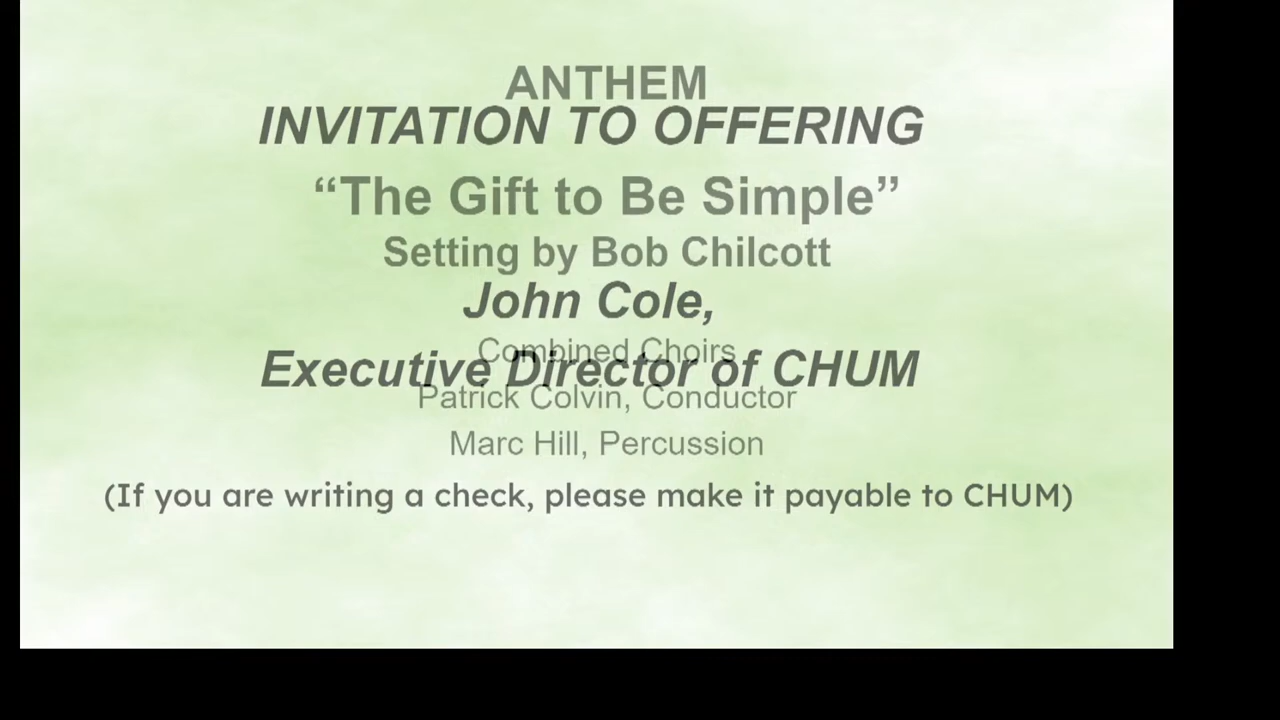 ANTHEM
INVITATION TO OFFERING
“The Gift to Be Simple”
Setting by Bob Chilcott
John Cole,
Combined Choirs
Executive Director of CHUM
Patrick Colvin, Conductor
Marc Hill, Percussion
(If you are writing a check, please make it payable to CHUM)